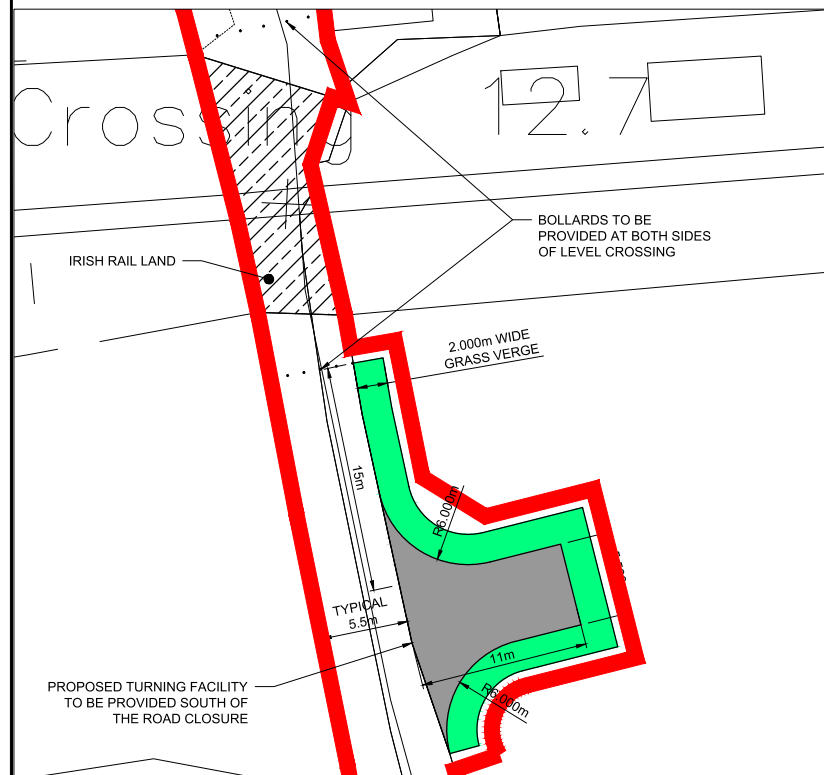 Crossing 12.7
BOLLARDS TO BE
PROVIDED AT BOTH SIDES
OF LEVEL CROSSING
IRISH RAIL LAND
2.000m WIDE
GRASS VERGE
15m
R6.000m
TYPICAL
5.5m
11m
R6.000m
PROPOSED TURNING FACILITY
TO BE PROVIDED SOUTH OF
THE ROAD CLOSURE